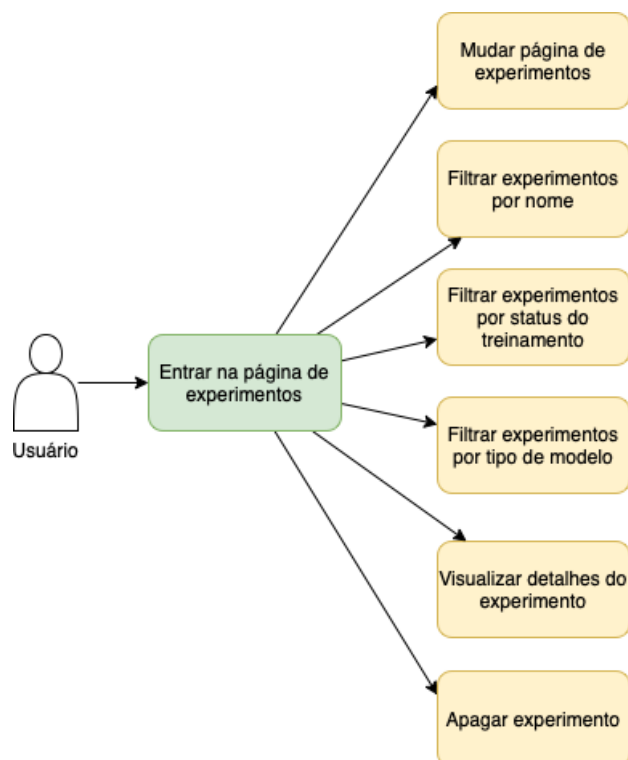 Mudar página de
experimentos
Filtrar experimentos
por nome
Filtrar experimentos
por status do
treinamento
Entrar na página de
experimentos
Usuário
Filtrar experimentos
por tipo de modelo
Visualizar detalhes do
experimento
Apagar experimento